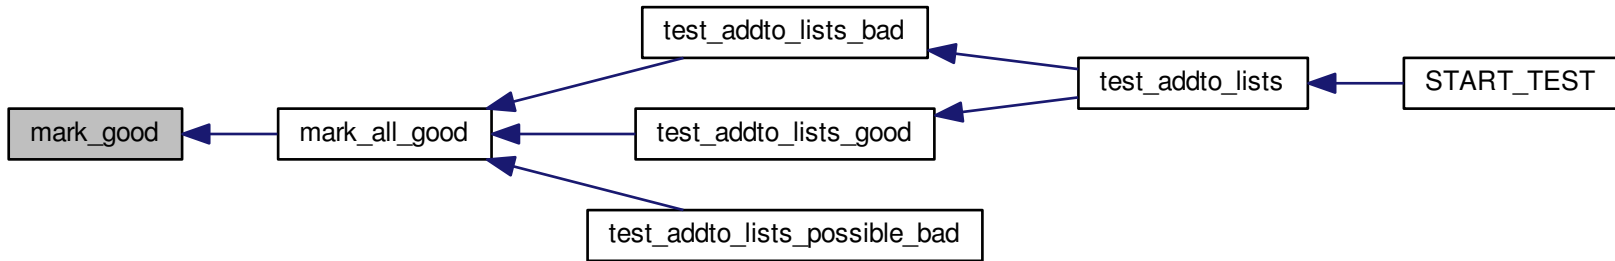 mark_good
mark_all_good
test_addto_lists_bad
test_addto_lists_good
test_addto_lists_possible_bad
test_addto_lists
START_TEST